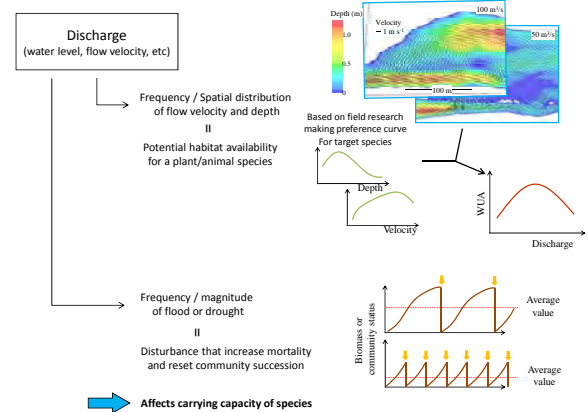 Discharge
(water level, flow velocity, etc)
Frequency / Spatial distribution
of flow velocity and depth
=
Potential habitat availability
for a plant/animal species
Depth (m)
1.0
0.0
Velocity
1 m s-1
100 m³/s
100 m
50 m³/s
Based on field research
making preference curve
For target species
Depth
Velocity
WUA
Discharge
Frequency / magnitude
of flood or drought
=
Disturbance that increase mortality
and reset community succession
Biomass or
community status
Average
value
Average
value
Affects carrying capacity of species